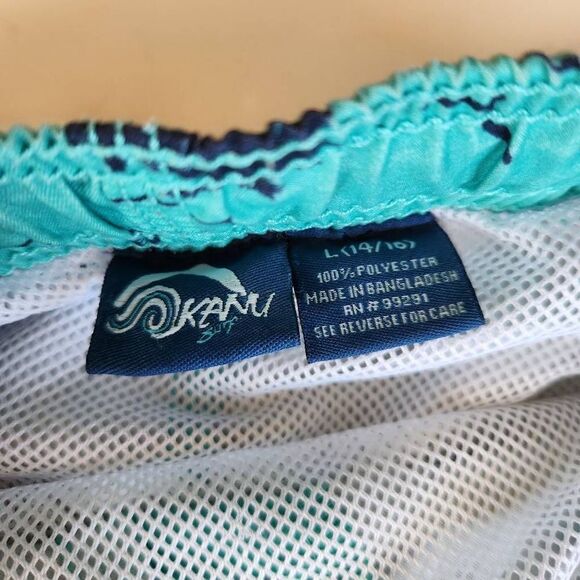 KANU
Surf
L (14/16)
100% POLYESTER
MADE IN BANGLADESH
RN # 99291
SEE REVERSE FOR CARE